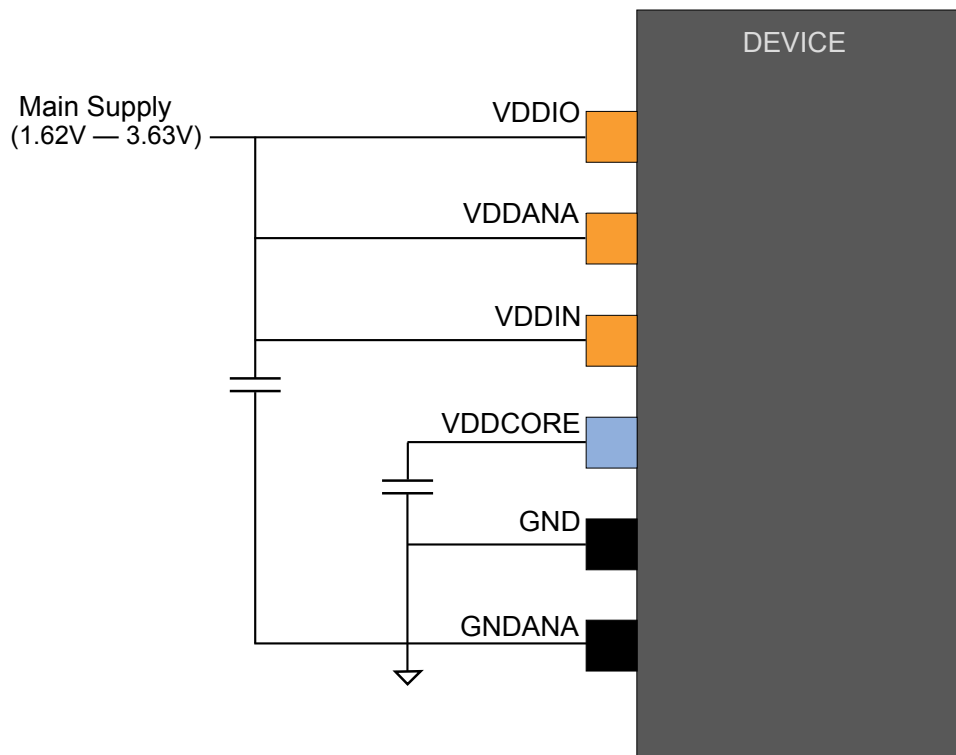 DEVICE
Main Supply
(1.62V — 3.63V)
VDDIO
VDDANA
VDDIN
VDDCORE
GND
GNDANA